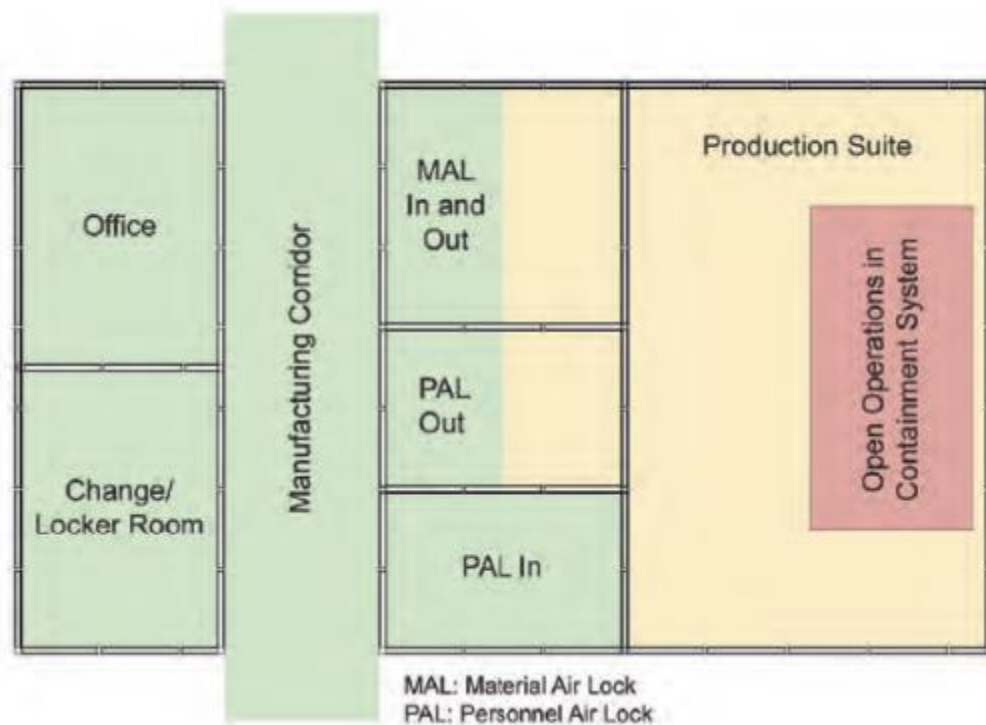 Office
Change/
Locker Room
Manufacturing Corridor
MAL
In and
Out
PAL
Out
PAL In
Production Suite
Open Operations in
Containment System
MAL: Material Air Lock
PAL: Personnel Air Lock